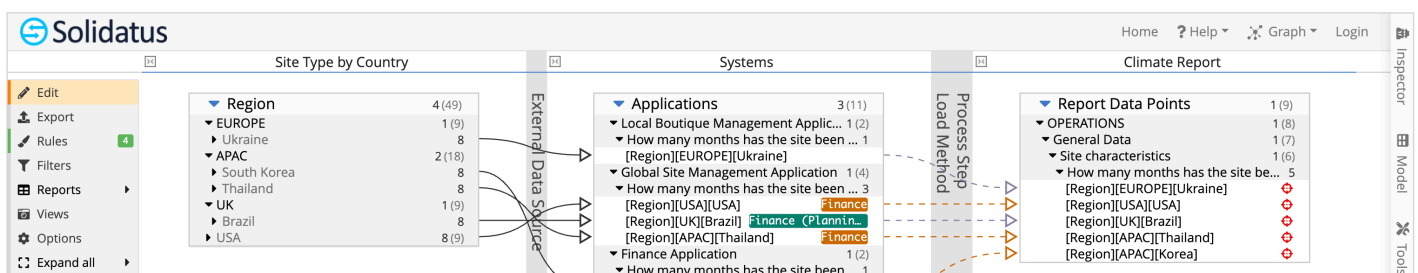 Solidatus
Home ? Help Graph Login
Site Type by Country
Systems
Climate Report
Edit
Export
Rules 4
Filters
Reports
Views
Options
Expand all
Region 4 (49)
EUROPE 1 (9)
Ukraine 8
APAC 2 (18)
South Korea 8
Thailand 8
UK 1 (9)
Brazil 8
USA 8 (9)
External Data Source
Applications 3 (11)
Local Boutique Management Applic... 1 (2)
How many months has the site been ... 1
[Region][EUROPE][Ukraine]
Global Site Management Application 1 (4)
How many months has the site been ... 3
[Region][USA][USA] Finance
[Region][UK][Brazil] Finance (Plannin...
[Region][APAC][Thailand] Finance
Finance Application 1 (2)
How many months has the site been ... 1
Process Step
Load Method
Report Data Points 1 (9)
OPERATIONS 1 (8)
General Data 1 (7)
Site characteristics 1 (6)
How many months has the site be... 5
[Region][EUROPE][Ukraine]
[Region][USA][USA]
[Region][UK][Brazil]
[Region][APAC][Thailand]
[Region][APAC][Korea]
Inspector
Model
Tools